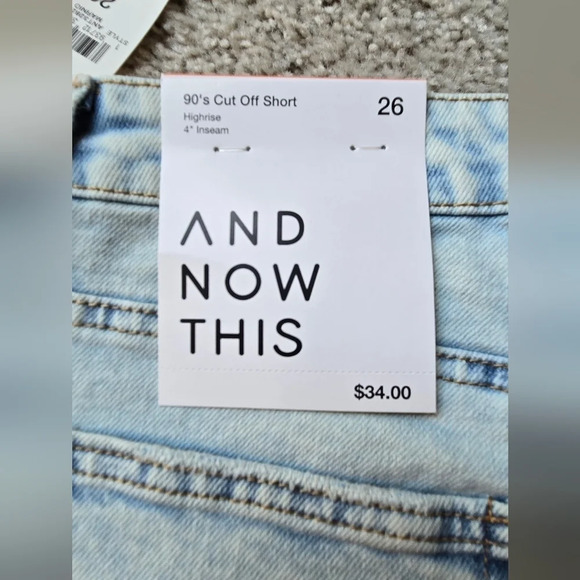 90's Cut Off Short
26
Highrise
4" Inseam
AND
NOW
THIS
$34.00